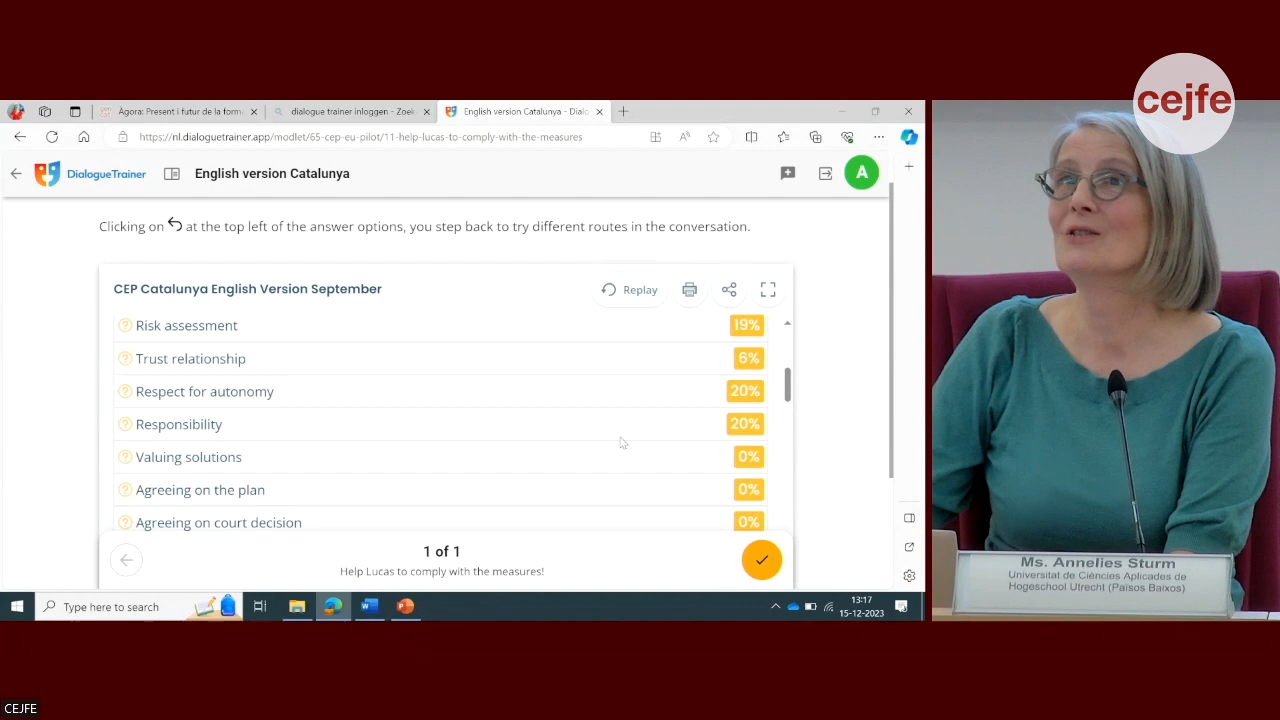 cejfe
Àgora: Present i futur de la form
dialogue trainer inloggen - Zoek
English version Catalunya - Dialo
https://nl.dialoguetrainer.app/modlet/65-cep-eu-pilot/11-help-lucas-to-comply-with-the-measures
DialogueTrainer
English version Catalunya
A
Clicking on at the top left of the answer options, you step back to try different routes in the conversation.
CEP Catalunya English Version September
Replay
Risk assessment 19%
Trust relationship 6%
Respect for autonomy 20%
Responsibility 20%
Valuing solutions 0%
Agreeing on the plan 0%
Agreeing on court decision 0%
1 of 1
Help Lucas to comply with the measures!
Type here to search
13:17
15-12-2023
Ms. Annelies Sturm
Universitat de Ciències Aplicades de
Hogeschool Utrecht (Països Baixos)
CEJFE